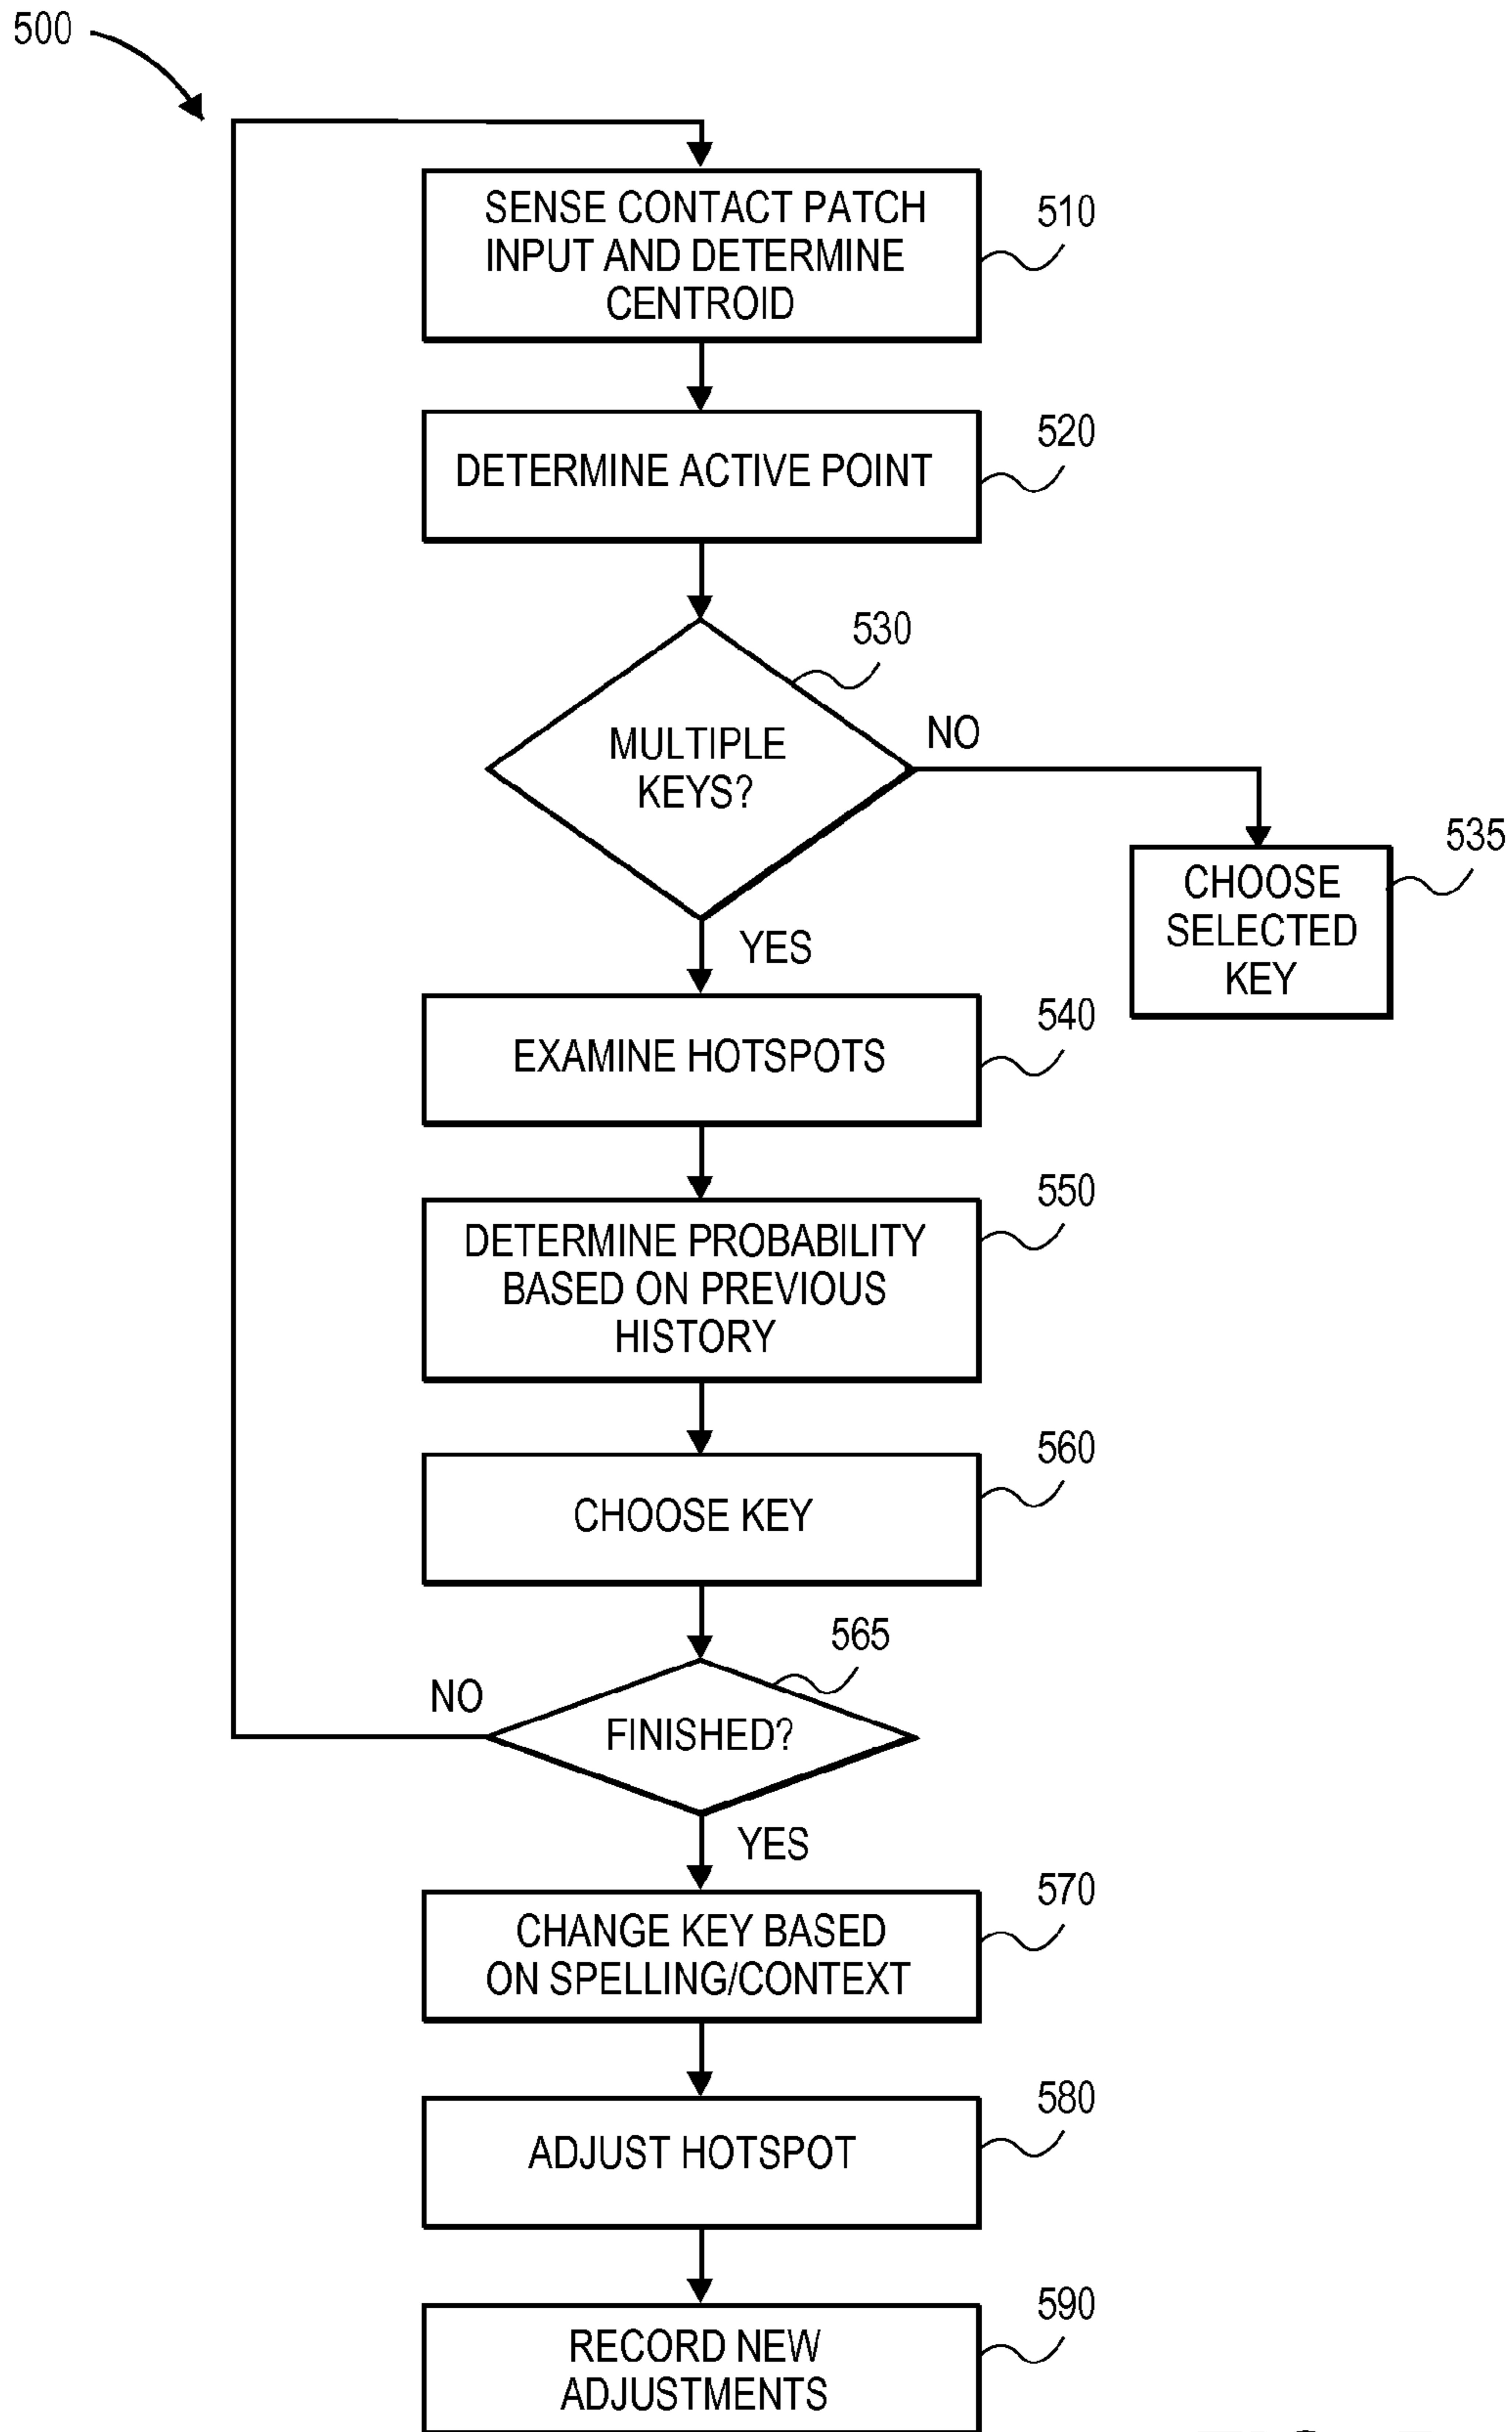 500
SENSE CONTACT PATCH
INPUT AND DETERMINE
CENTROID
510
DETERMINE ACTIVE POINT
520
530
MULTIPLE
KEYS?
NO
535
CHOOSE
SELECTED
KEY
YES
EXAMINE HOTSPOTS
540
DETERMINE PROBABILITY
BASED ON PREVIOUS
HISTORY
550
CHOOSE KEY
560
565
NO
FINISHED?
YES
CHANGE KEY BASED
ON SPELLING/CONTEXT
570
ADJUST HOTSPOT
580
RECORD NEW
ADJUSTMENTS
590